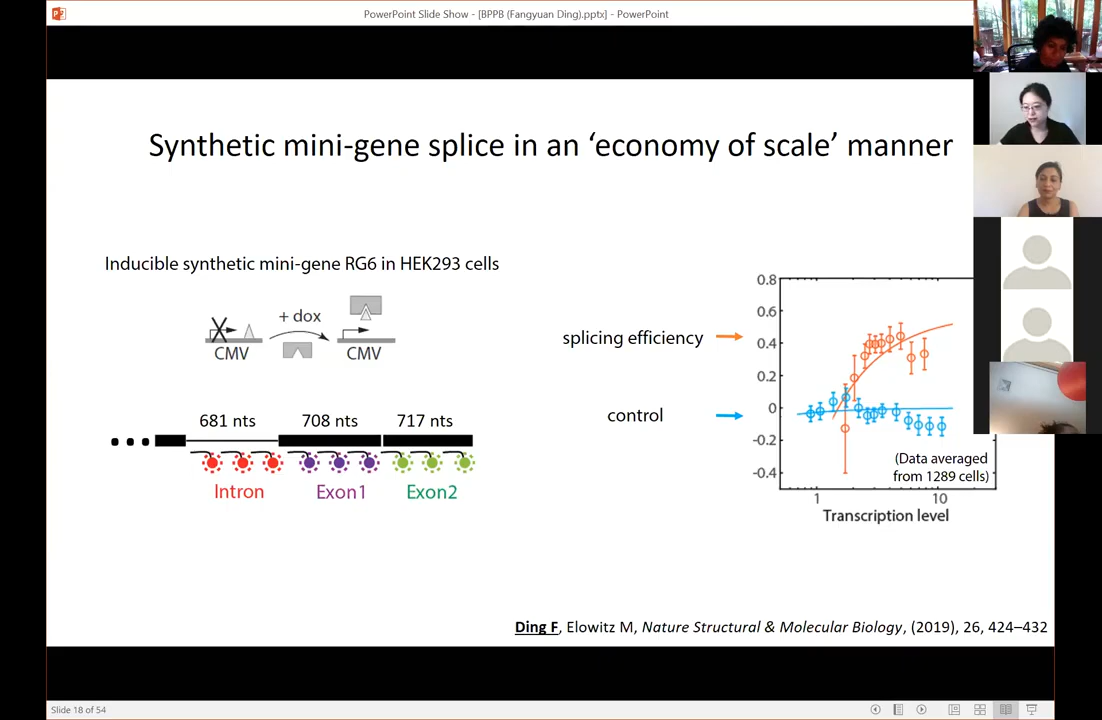 PowerPoint Slide Show - [BPPB (Fangyuan Ding).pptx] - PowerPoint
Synthetic mini-gene splice in an ‘economy of scale’ manner
Inducible synthetic mini-gene RG6 in HEK293 cells
+ dox
CMV
CMV
681 nts
708 nts
717 nts
Intron
Exon1
Exon2
splicing efficiency
control
0.8
0.6
0.4
0.2
0
-0.2
-0.4
(Data averaged
from 1289 cells)
1
10
Transcription level
Ding F, Elowitz M, Nature Structural & Molecular Biology, (2019), 26, 424–432
Slide 18 of 54